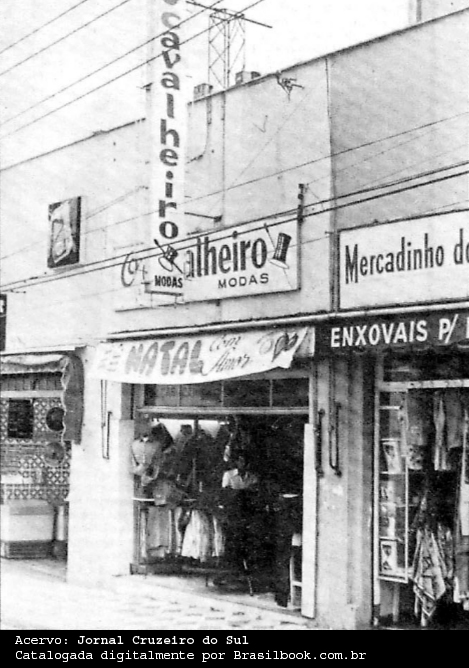 cavalheiro
MODAS
alheiro
MODAS
Mercadinho
ENXOVAIS P/
NATAL com
Amor
Acervo: Jornal Cruzeiro do Sul
Catalogada digitalmente por Brasilbook.com.br